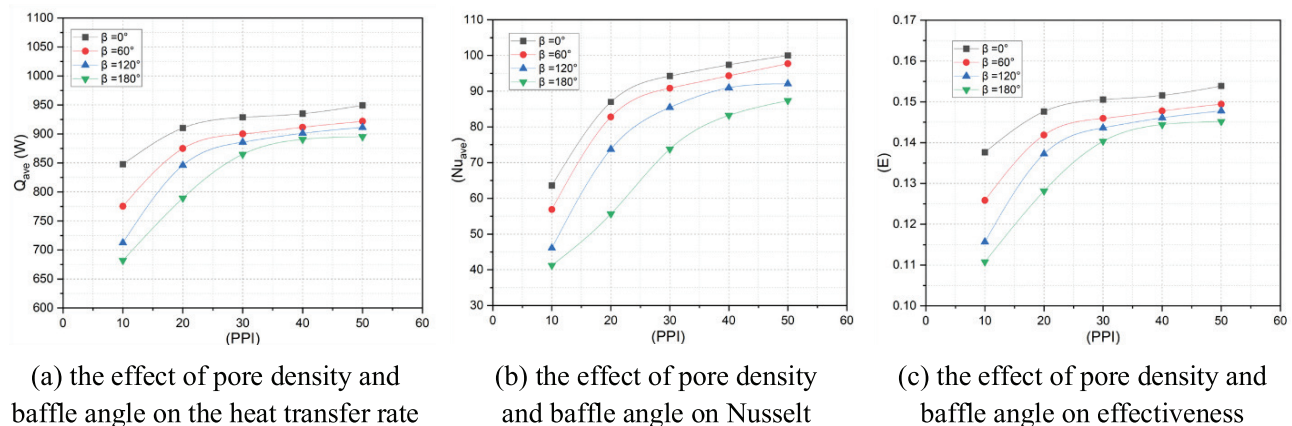 1100
1050
1000
950
900
850
800
750
700
650
600
0
10
20
30
40
50
60
Q_ave (W)
(PPI)
β =0°
β =60°
β =120°
β =180°
(a) the effect of pore density and
baffle angle on the heat transfer rate
110
100
90
80
70
60
50
40
30
0
10
20
30
40
50
60
(Nu_ave)
(PPI)
β =0°
β =60°
β =120°
β =180°
(b) the effect of pore density
and baffle angle on Nusselt
0.17
0.16
0.15
0.14
0.13
0.12
0.11
0.10
0
10
20
30
40
50
60
(E)
(PPI)
β =0°
β =60°
β =120°
β =180°
(c) the effect of pore density and
baffle angle on effectiveness